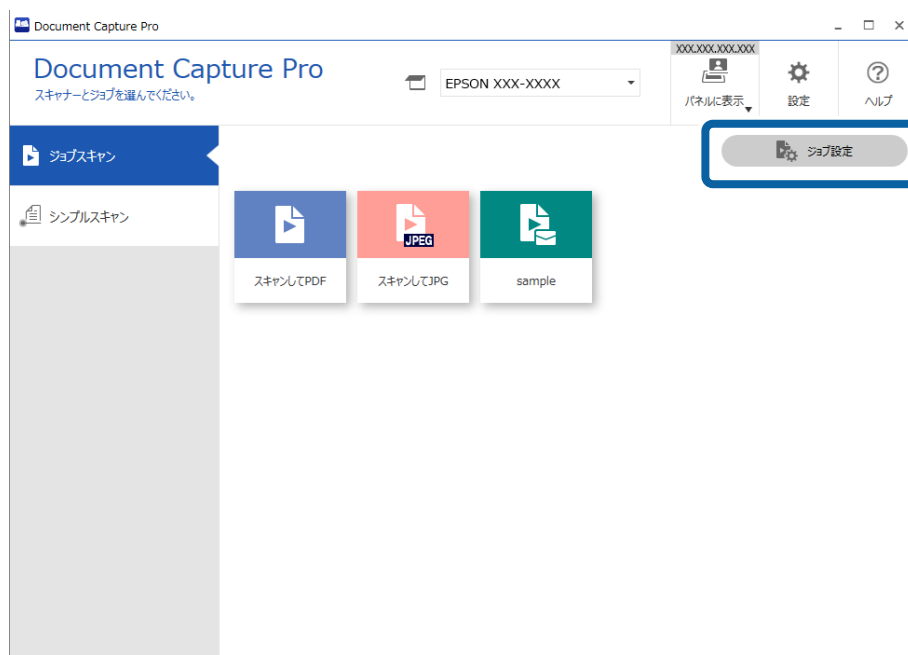 Document Capture Pro
Document Capture Pro
スキャナーとジョブを選んでください。
EPSON XXX-XXXX
XXX.XXX.XXX.XXX
パネルに表示
設定
ヘルプ
ジョブスキャン
ジョブ設定
シンプルスキャン
JPEG
スキャンしてPDF
スキャンしてJPG
sample